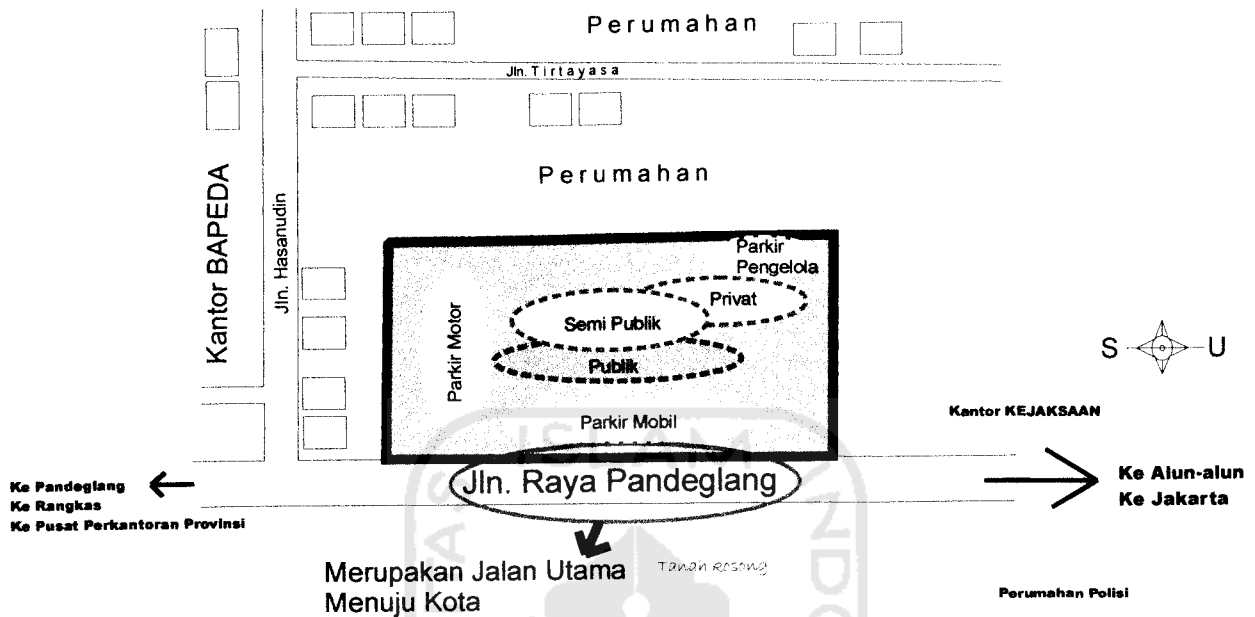 Perumahan
Jln. Tirtayasa
Perumahan
Kantor BAPEDA
Jln. Hasanudin
Parkir
Pengelola
Privat
Semi Publik
Publik
Parkir Motor
Parkir Mobil
S
U
Kantor KEJAKSAAN
Jln. Raya Pandeglang
Ke Pandeglang
Ke Rangkas
Ke Pusat Perkantoran Provinsi
Ke Alun-alun
Ke Jakarta
Merupakan Jalan Utama
Menuju Kota
Tanah Kosong
Perumahan Polisi
ISLAM